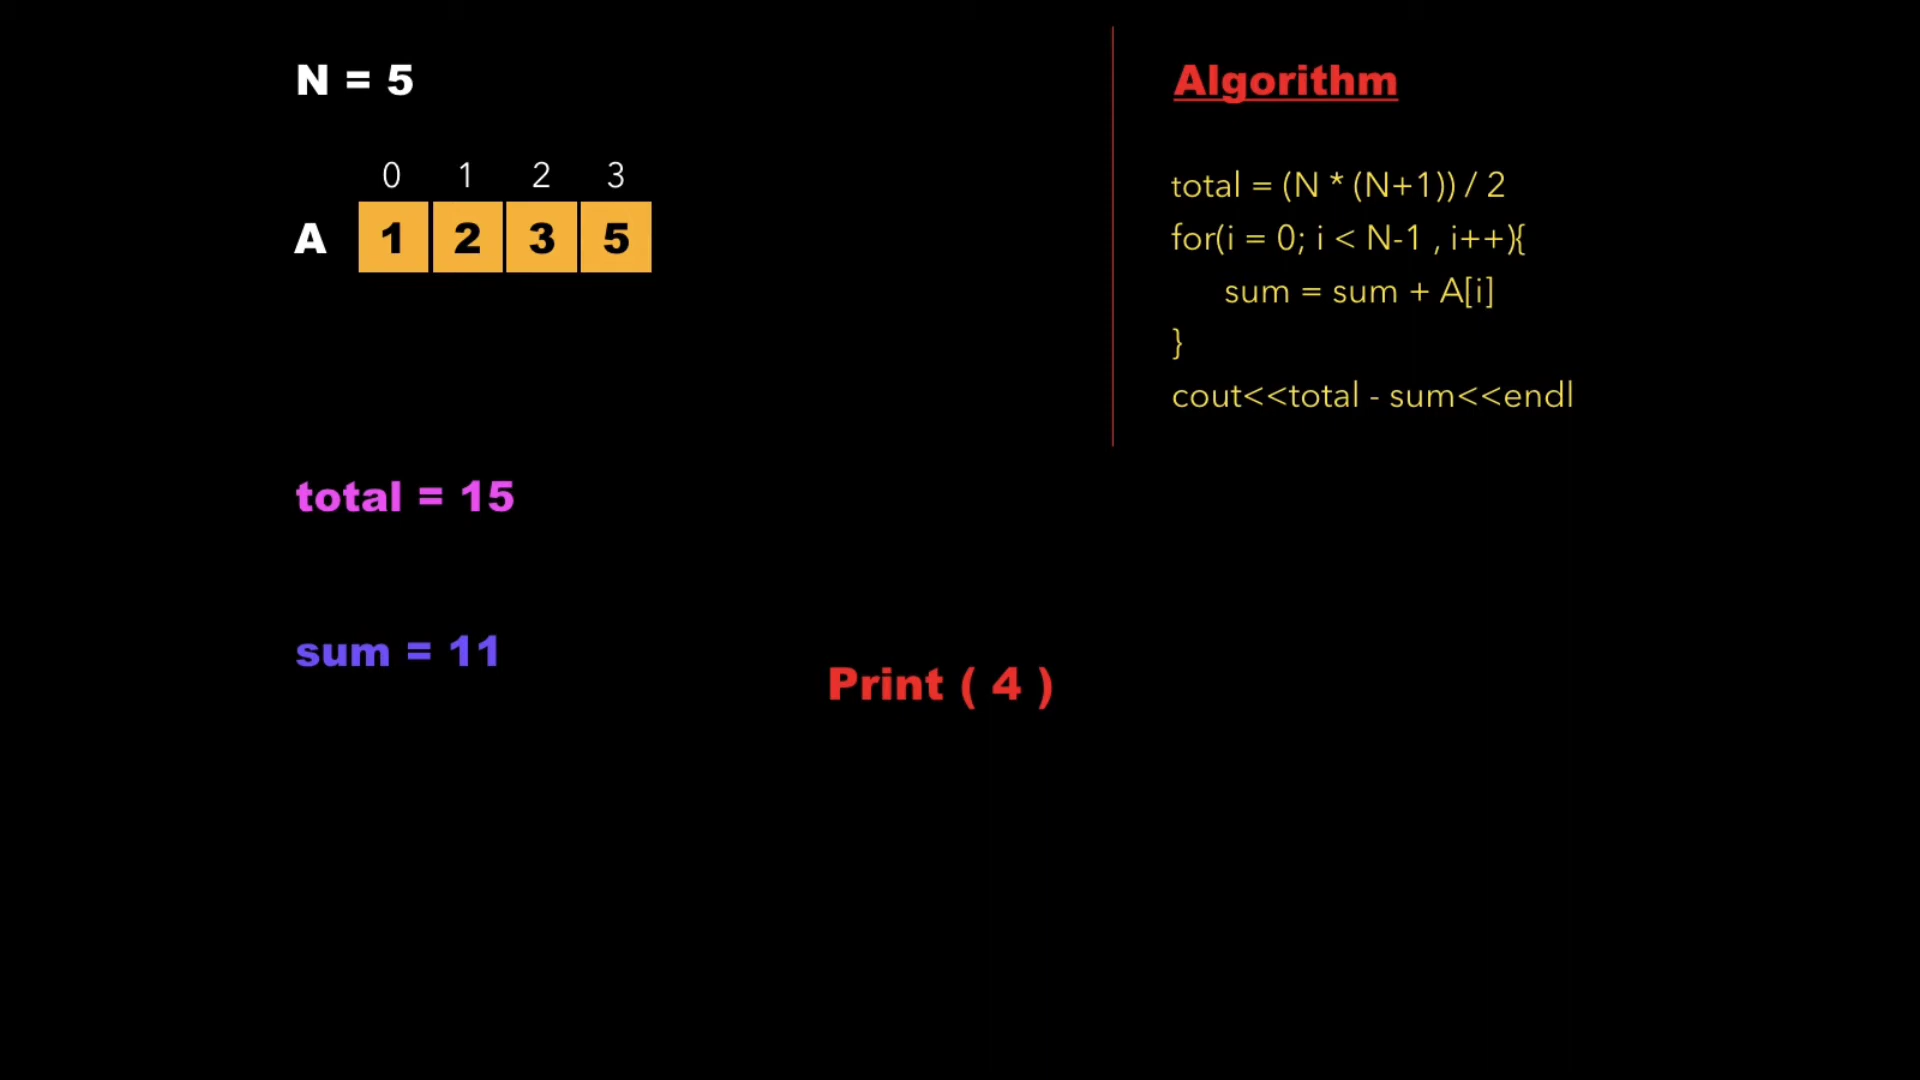 N = 5
0 1 2 3
A 1 2 3 5
total = 15
sum = 11
Print ( 4 )
Algorithm
total = (N * (N+1)) / 2
for(i = 0; i < N-1 , i++){
sum = sum + A[i]
}
cout<<total - sum<<endl